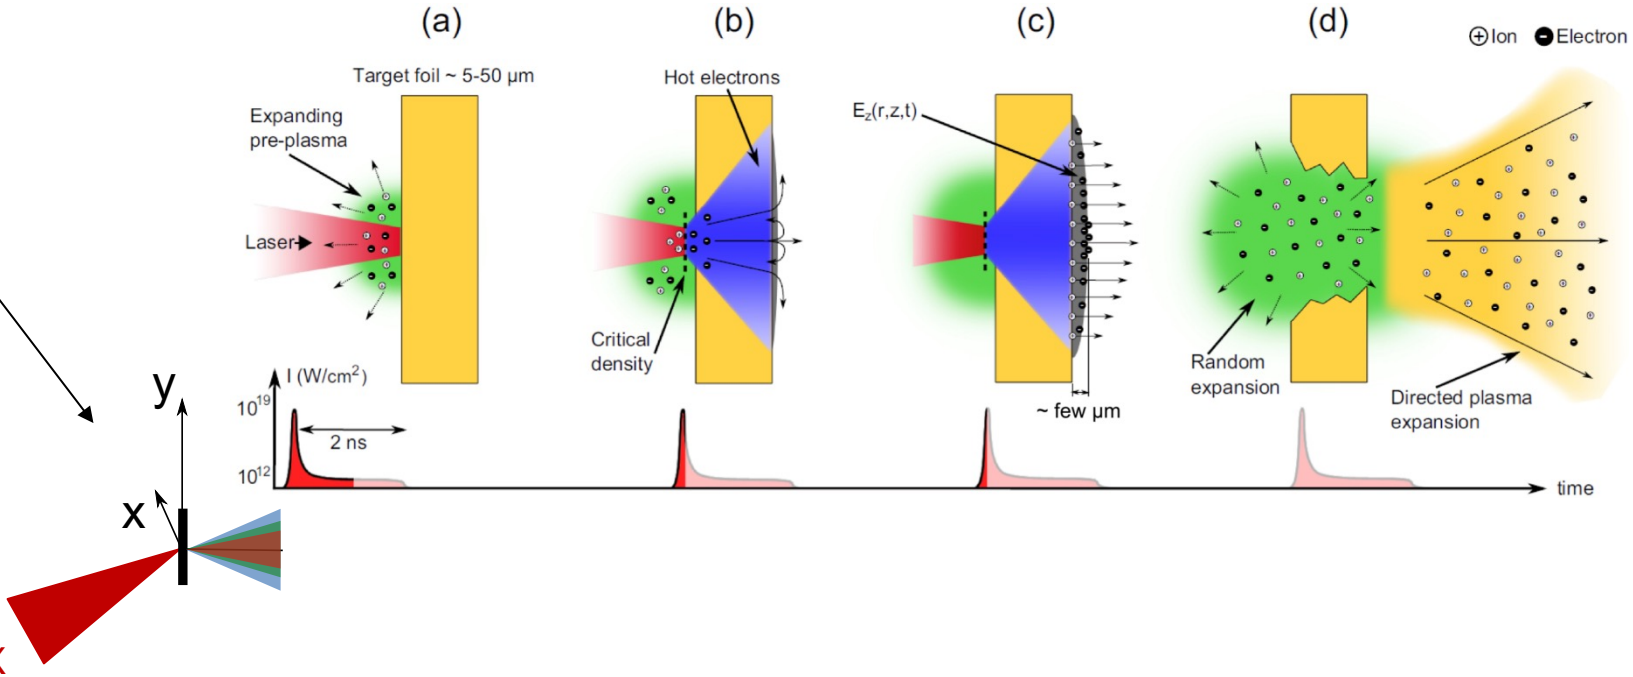 (a)
(b)
(c)
(d)
Ion
Electron
Target foil ~ 5-50 µm
Hot electrons
Expanding
pre-plasma
E_z(r,z,t)
Laser
Critical
density
Random
expansion
Directed plasma
expansion
~ few µm
y
I (W/cm²)
10¹⁹
2 ns
10¹²
time
x